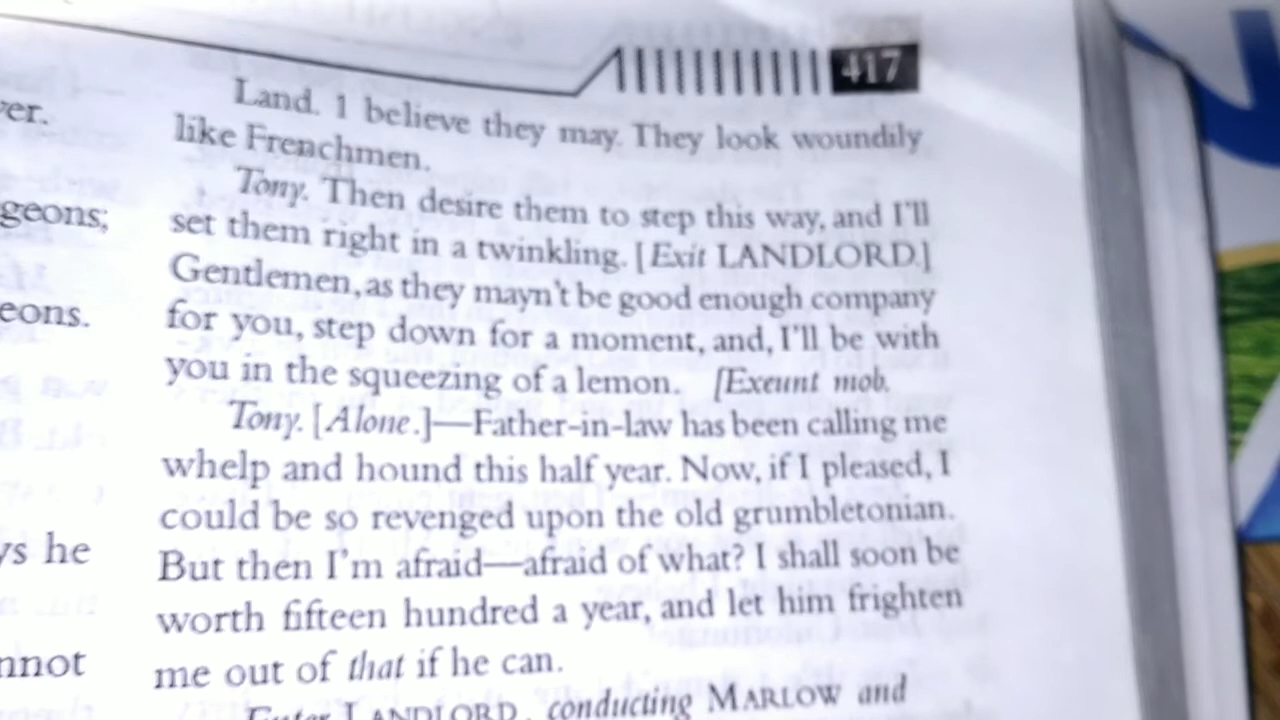 417
ver.
geons;
eons.
ys he
nnot
Land. I believe they may. They look woundily
like Frenchmen.
Tony. Then desire them to step this way, and I'll
set them right in a twinkling. [Exit LANDLORD.]
Gentlemen, as they mayn't be good enough company
for you, step down for a moment, and, I'll be with
you in the squeezing of a lemon. [Exeunt mob.
Tony. [Alone.]—Father-in-law has been calling me
whelp and hound this half year. Now, if I pleased, I
could be so revenged upon the old grumbletonian.
But then I'm afraid—afraid of what? I shall soon be
worth fifteen hundred a year, and let him frighten
me out of that if he can.
Enter LANDLORD, conducting MARLOW and